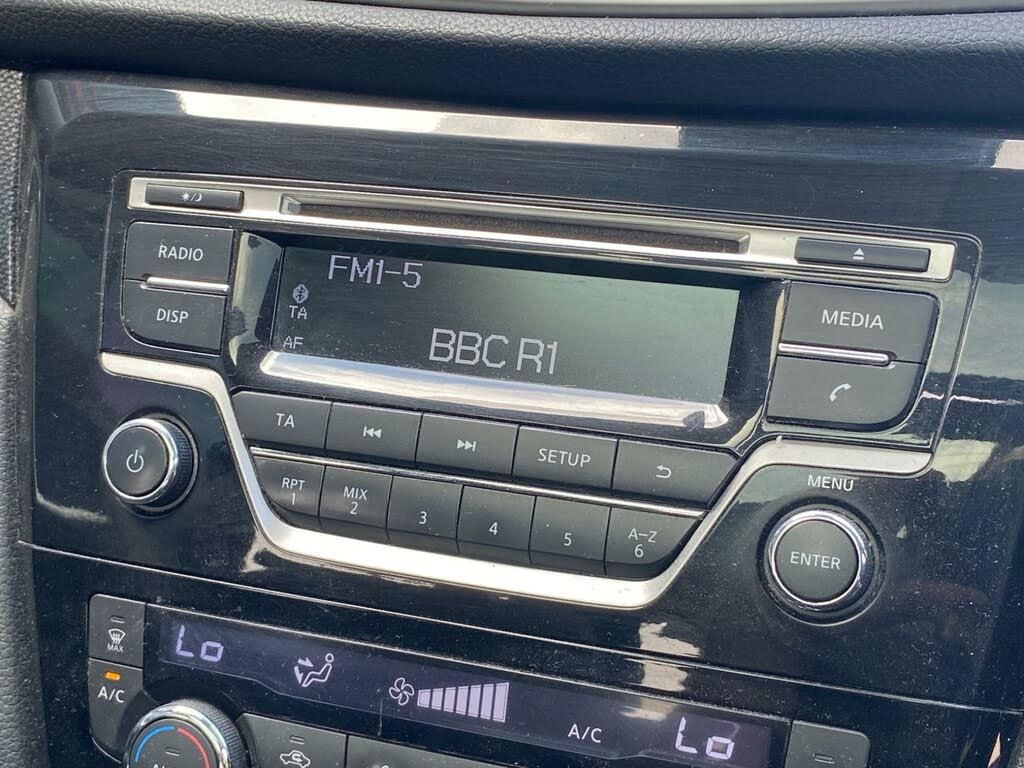 RADIO
DISP
FM1-5
TA
AF
BBC R1
MEDIA
TA
SETUP
RPT
1
MIX
2
3
4
5
A-Z
6
MENU
ENTER
MAX
A/C
Lo
A/C
Lo